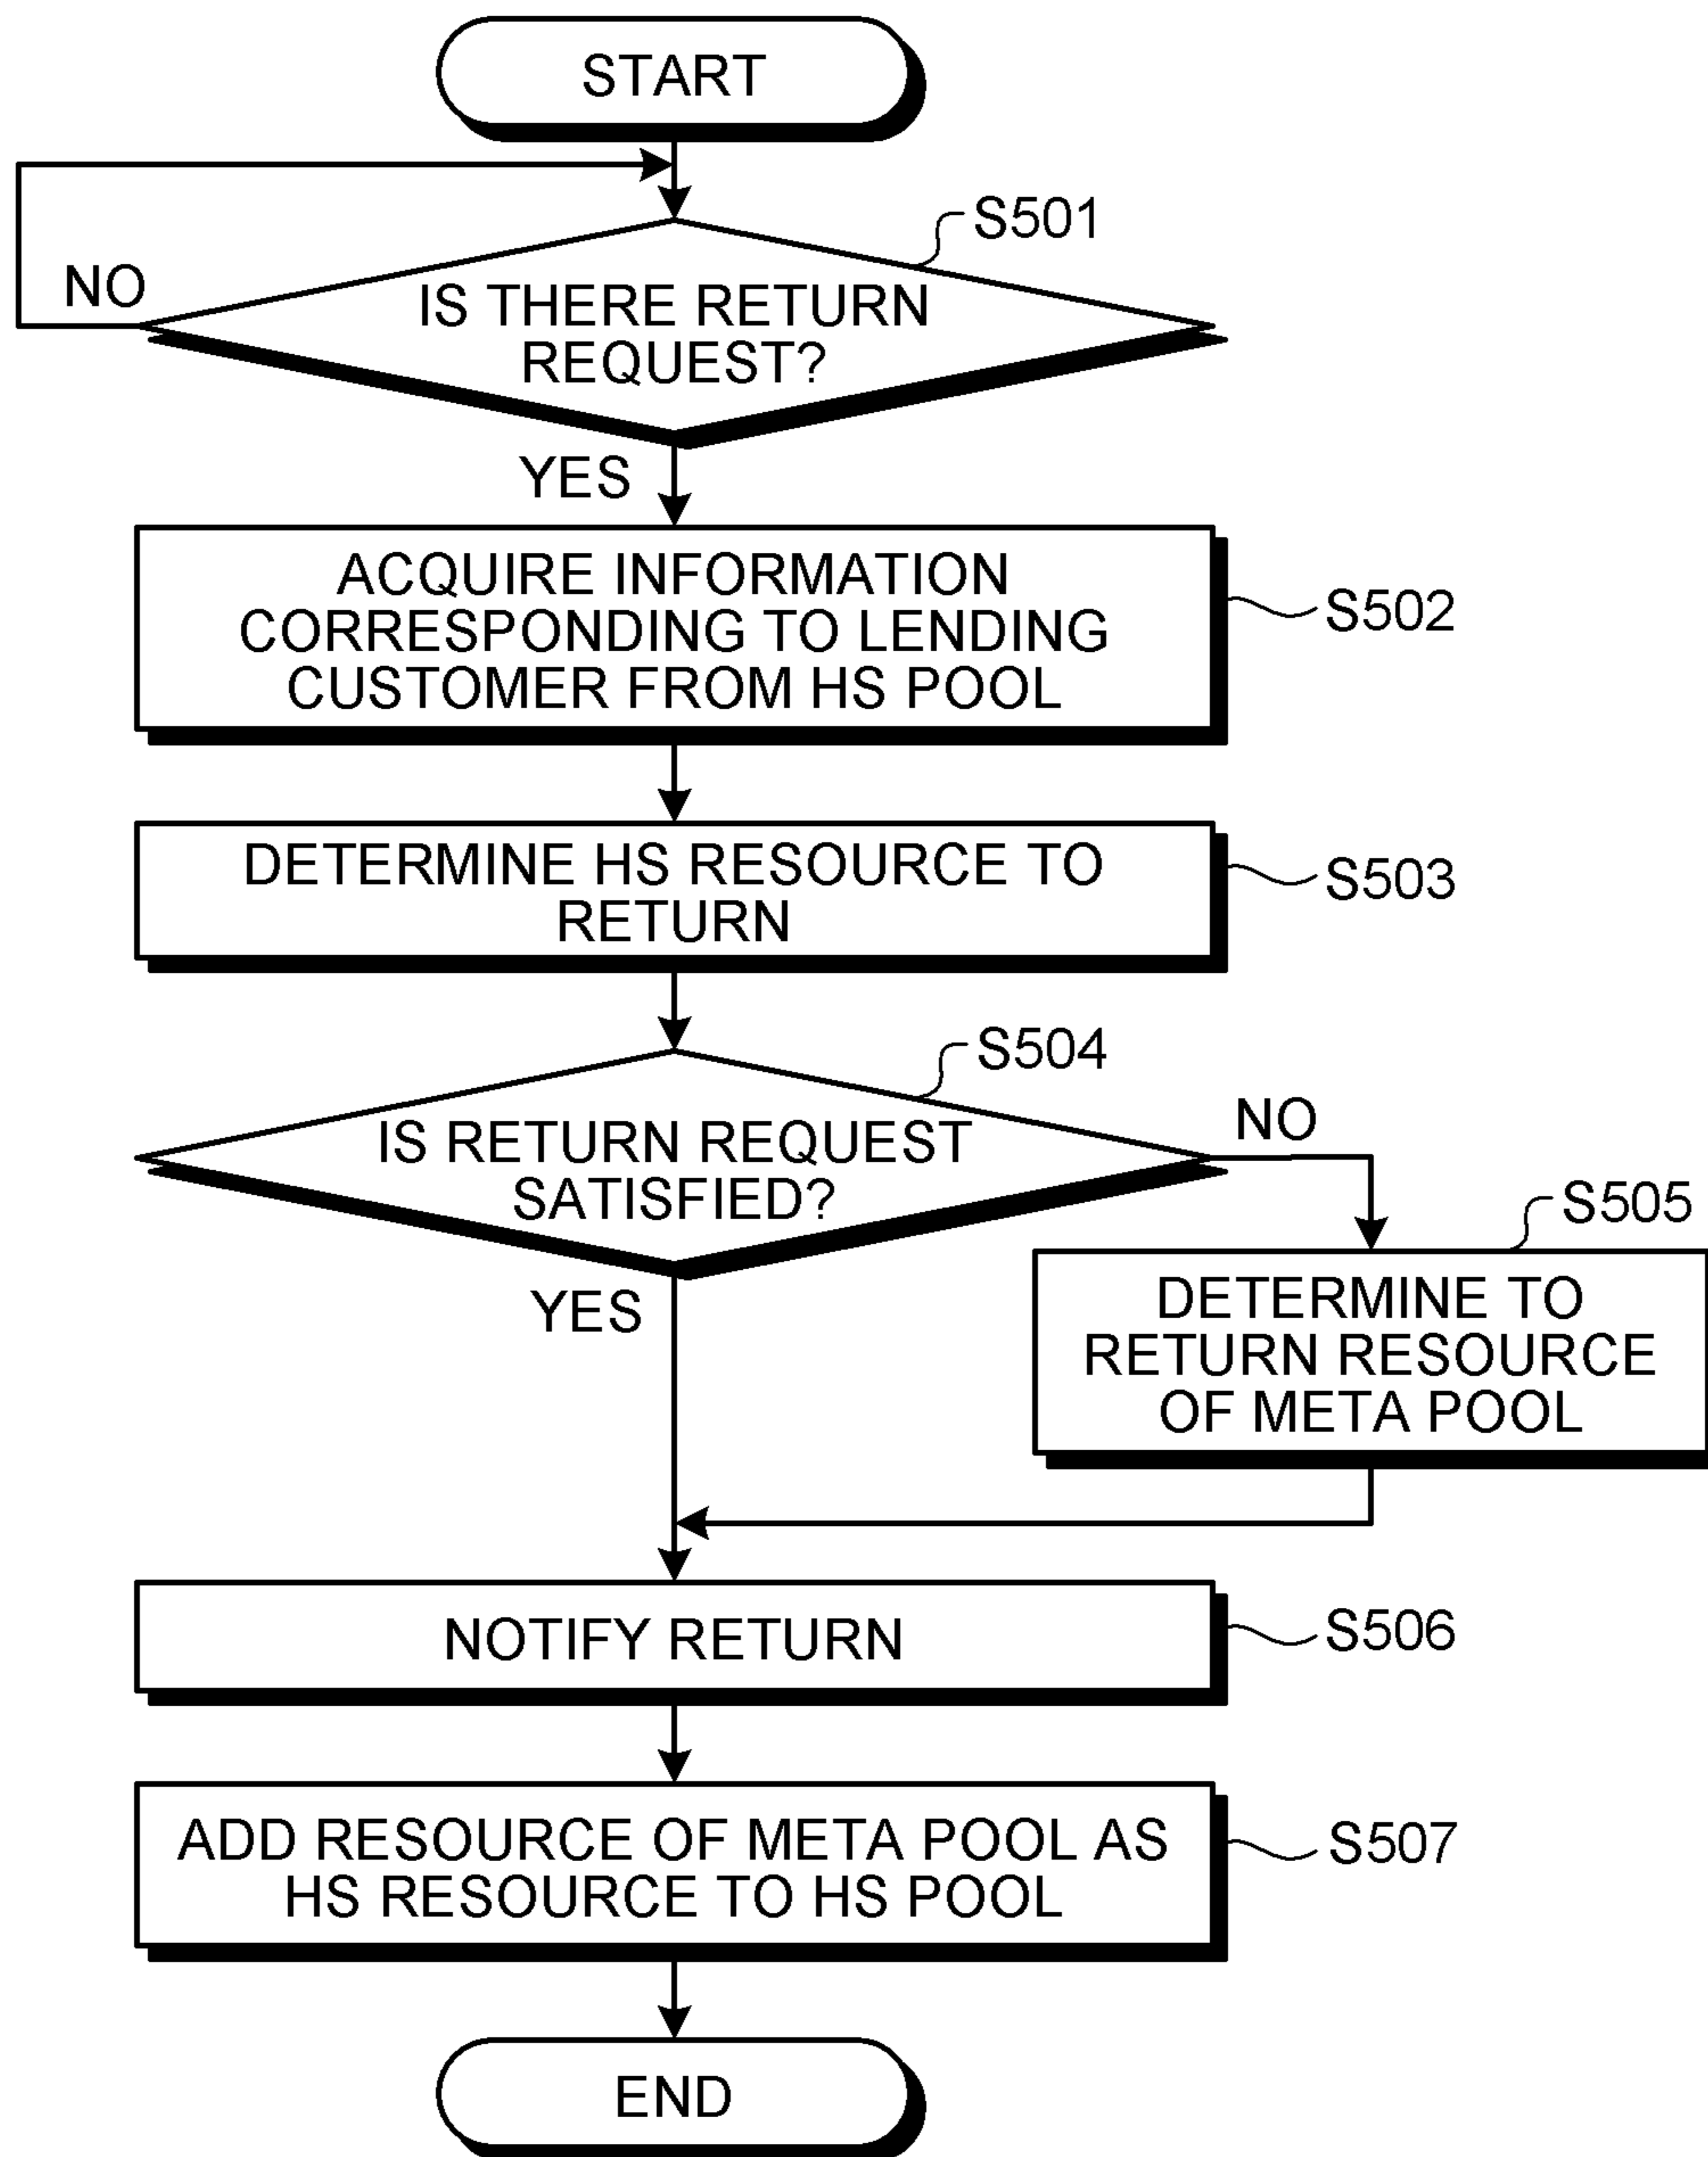 START
S501
NO
IS THERE RETURN
REQUEST?
YES
ACQUIRE INFORMATION
CORRESPONDING TO LENDING
CUSTOMER FROM HS POOL
S502
DETERMINE HS RESOURCE TO
RETURN
S503
S504
NO
IS RETURN REQUEST
SATISFIED?
S505
YES
DETERMINE TO
RETURN RESOURCE
OF META POOL
NOTIFY RETURN
S506
ADD RESOURCE OF META POOL AS
HS RESOURCE TO HS POOL
S507
END